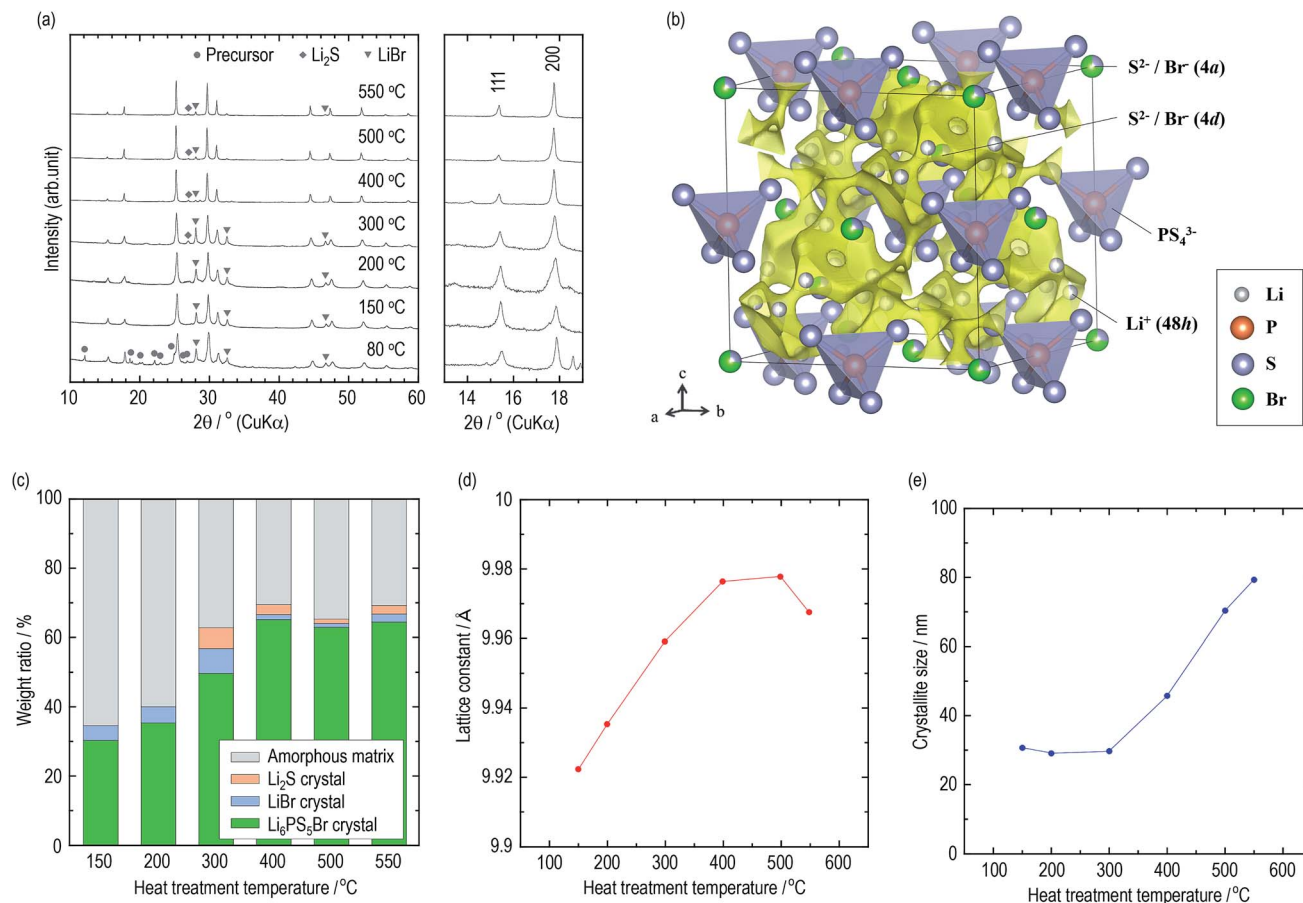 (a)
Precursor
Li2S
LiBr
550 °C
500 °C
400 °C
300 °C
200 °C
150 °C
80 °C
Intensity (arb.unit)
10 20 30 40 50 60
2θ / ° (CuKα)
111
200
14 16 18
2θ / ° (CuKα)
(b)
S²⁻ / Br⁻ (4a)
S²⁻ / Br⁻ (4d)
PS₄³⁻
Li⁺ (48h)
Li
P
S
Br
c
a
b
(c)
100
80
60
40
20
0
Weight ratio / %
Amorphous matrix
Li₂S crystal
LiBr crystal
Li₆PS₅Br crystal
150 200 300 400 500 550
Heat treatment temperature / °C
(d)
10
9.98
9.96
9.94
9.92
9.9
Lattice constant / Å
100 200 300 400 500 600
Heat treatment temperature / °C
(e)
100
80
60
40
20
0
Crystallite size / nm
100 200 300 400 500 600
Heat treatment temperature / °C